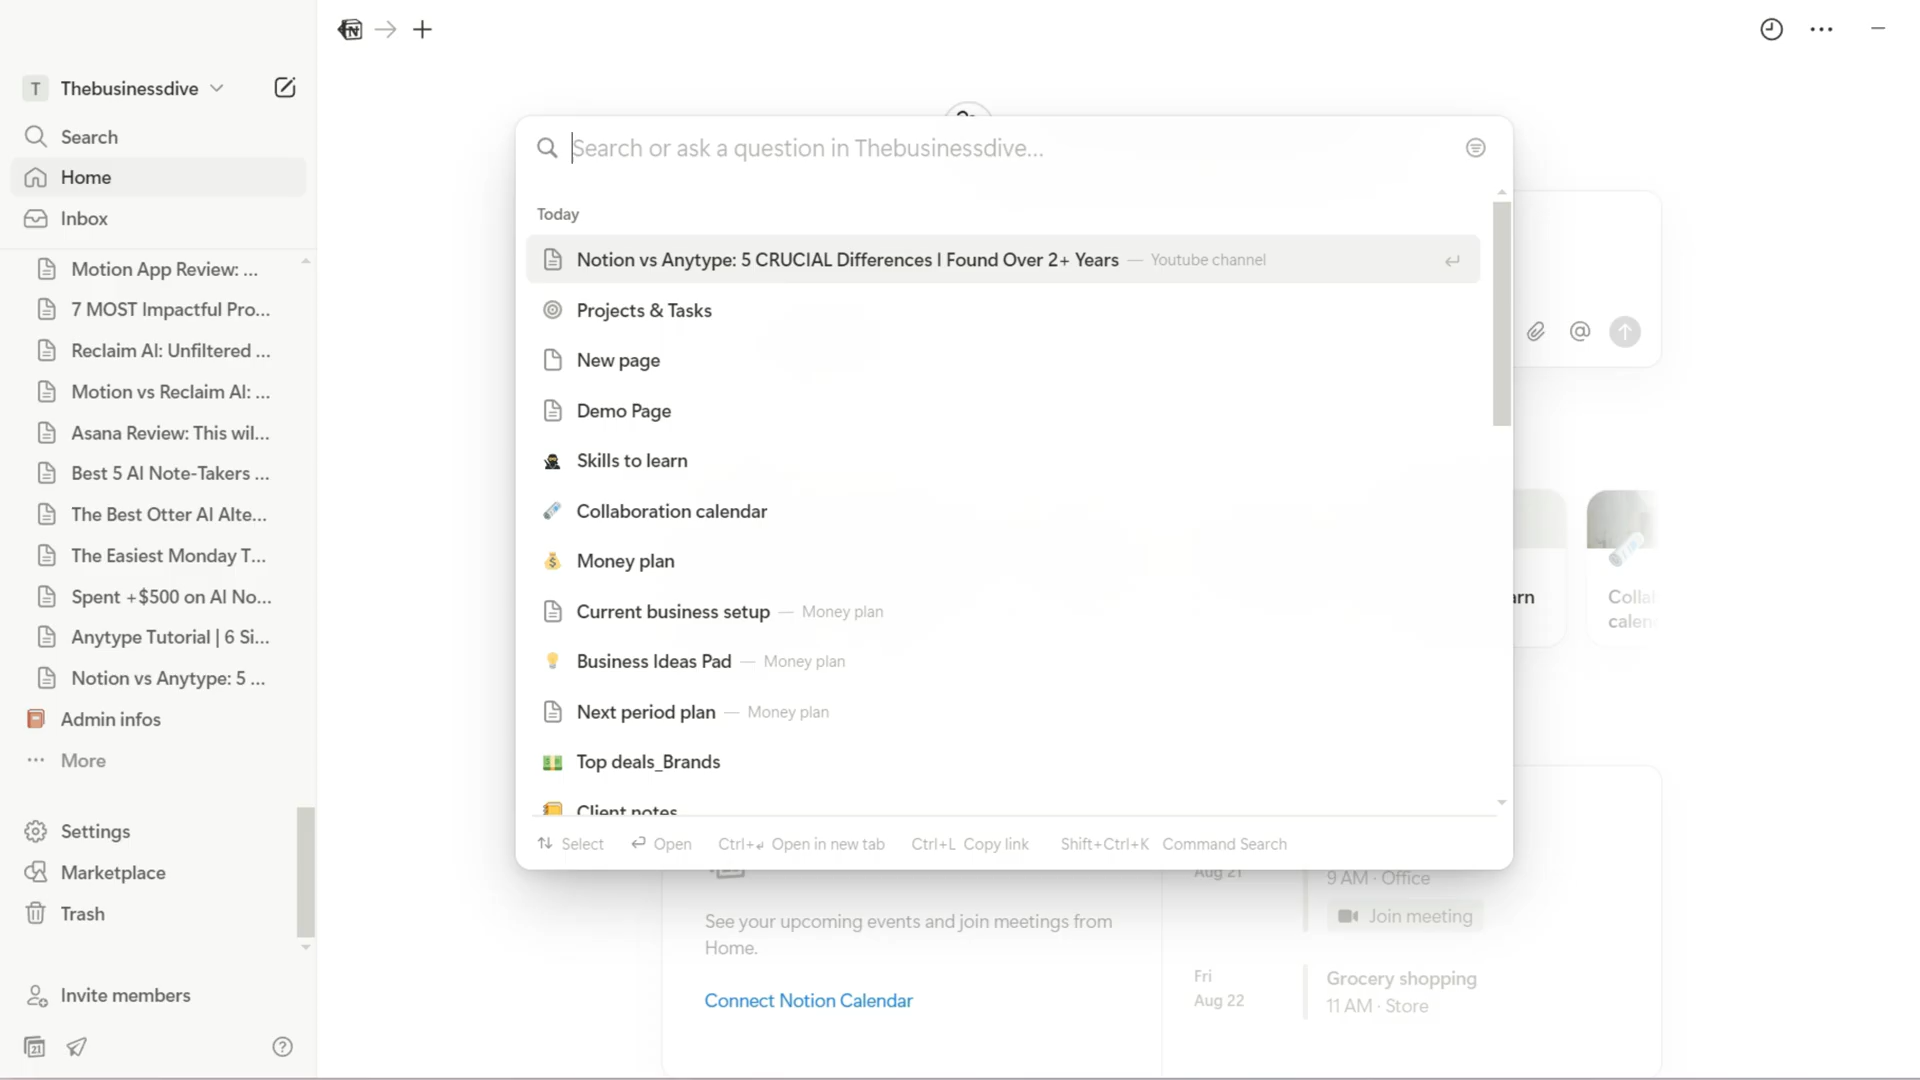 T Thebusinessdive
Search
Home
Inbox
Motion App Review: ...
7 MOST Impactful Pro...
Reclaim AI: Unfiltered ...
Motion vs Reclaim AI: ...
Asana Review: This wil...
Best 5 AI Note-Takers ...
The Best Otter AI Alte...
The Easiest Monday T...
Spent +$500 on AI No...
Anytype Tutorial | 6 Si...
Notion vs Anytype: 5 ...
Admin infos
More
Settings
Marketplace
Trash
Invite members
21
Search or ask a question in Thebusinessdive...
Today
Notion vs Anytype: 5 CRUCIAL Differences I Found Over 2+ Years — Youtube channel
Projects & Tasks
New page
Demo Page
Skills to learn
Collaboration calendar
Money plan
Current business setup — Money plan
Business Ideas Pad — Money plan
Next period plan — Money plan
Top deals_Brands
Client notes
Select Open Ctrl+↵ Open in new tab Ctrl+L Copy link Shift+Ctrl+K Command Search
arn
Colla
calen
See your upcoming events and join meetings from
Home.
Connect Notion Calendar
Aug 21
9 AM · Office
Join meeting
Fri
Aug 22
Grocery shopping
11 AM · Store